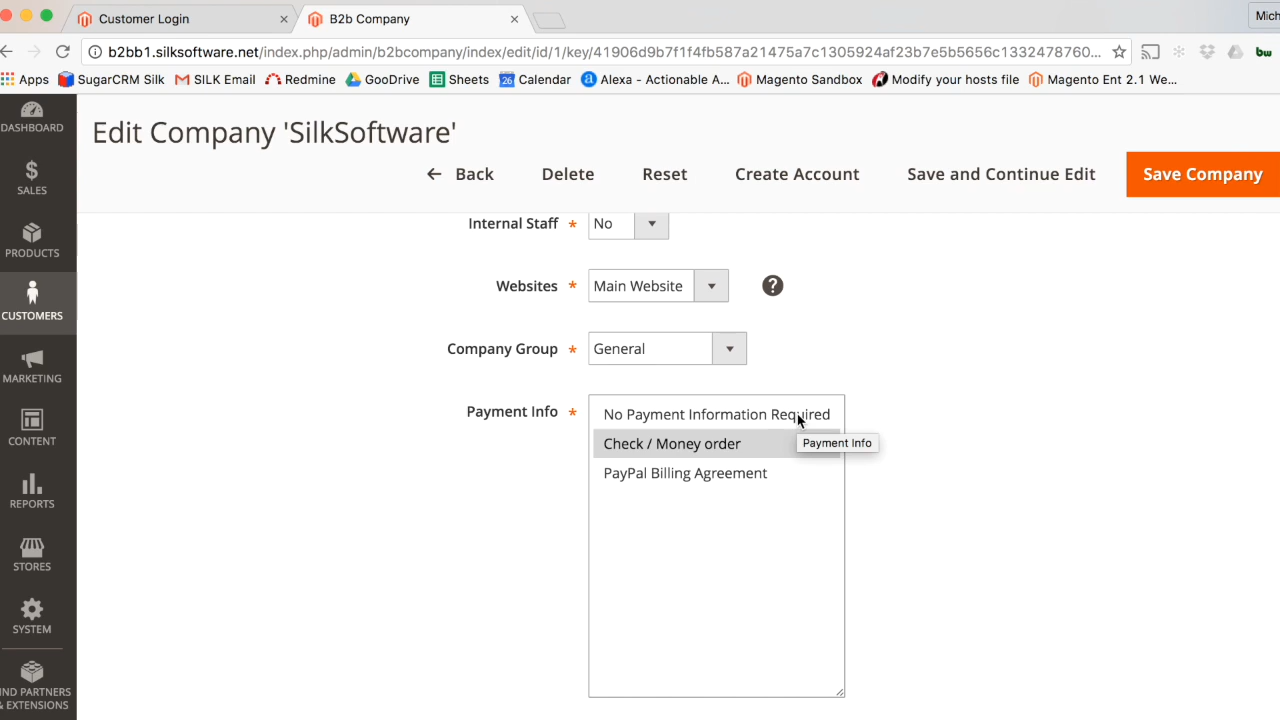 Customer Login
B2b Company
Mich
b2bb1.silksoftware.net/index.php/admin/b2bcompany/index/edit/id/1/key/41906d9b7f1f4fb587a21475a7c1305924af23b7e5b5656c1332478760...
Apps SugarCRM Silk SILK Email Redmine GooDrive Sheets 26 Calendar Alexa - Actionable A... Magento Sandbox Modify your hosts file Magento Ent 2.1 We...
bw
DASHBOARD
SALES
PRODUCTS
CUSTOMERS
MARKETING
CONTENT
REPORTS
STORES
SYSTEM
IND PARTNERS
& EXTENSIONS
Edit Company 'SilkSoftware'
← Back Delete Reset Create Account Save and Continue Edit Save Company
Internal Staff * No
Websites * Main Website ?
Company Group * General
Payment Info * No Payment Information Required
Check / Money order
Payment Info
PayPal Billing Agreement